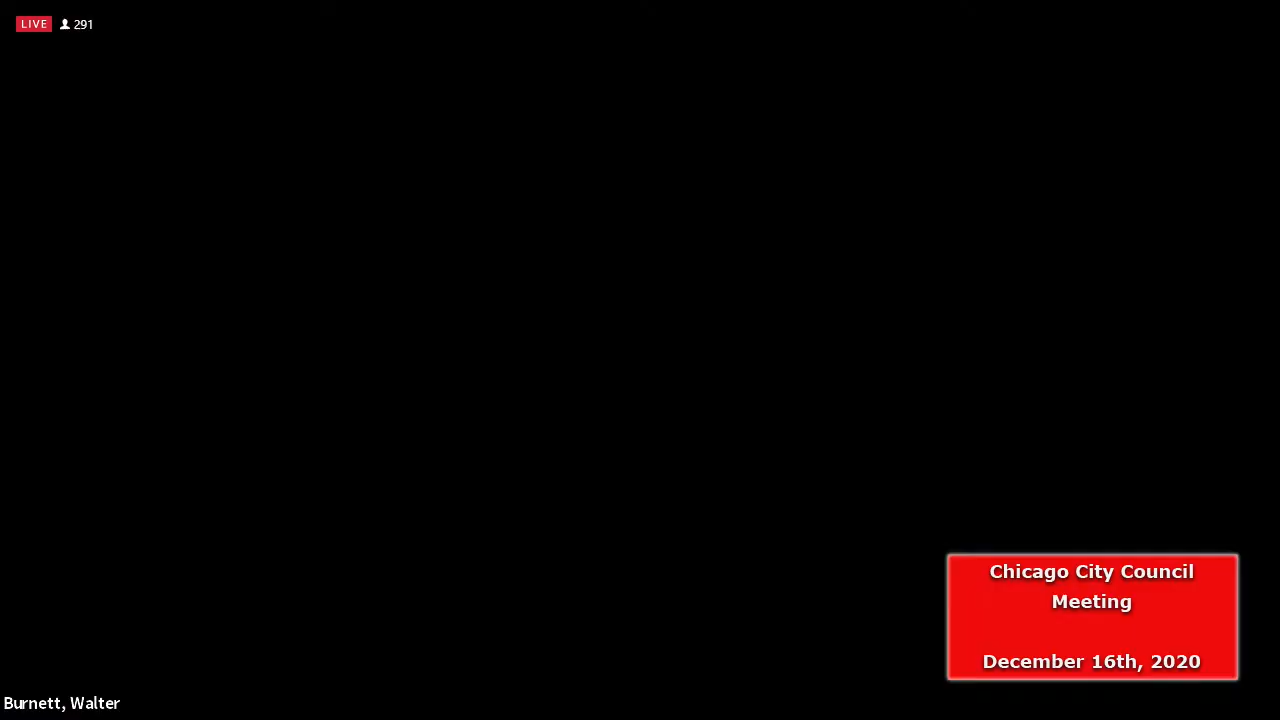 LIVE 291
Chicago City Council
Meeting
December 16th, 2020
Burnett, Walter